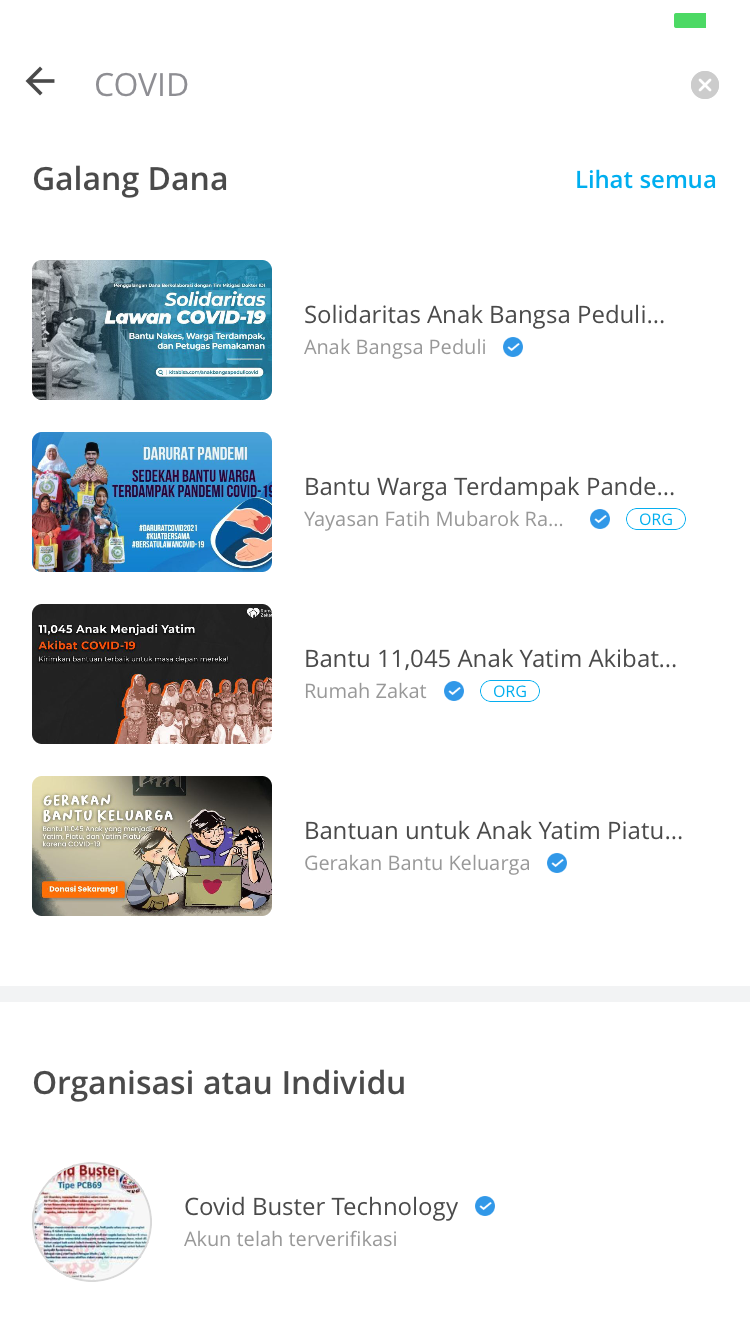 COVID
Galang Dana
Lihat semua
Penggalangan Dana Berkolaborasi dengan Tim Mitigasi Dokter IDI
Solidaritas
Lawan COVID-19
Bantu Nakes, Warga Terdampak,
dan Petugas Pemakaman
kitabisa.com/anakbangsapedulicovid
Solidaritas Anak Bangsa Peduli...
Anak Bangsa Peduli
DARURAT PANDEMI
SEDEKAH BANTU WARGA
TERDAMPAK PANDEMI COVID-19
#DARURATCOVID2021
#KUATBERSAMA
#BERSATULAWANCOVID-19
Bantu Warga Terdampak Pande...
Yayasan Fatih Mubarok Ra...
ORG
11,045 Anak Menjadi Yatim
Akibat COVID-19
Kirimkan bantuan terbaik untuk masa depan mereka!
Bantu 11,045 Anak Yatim Akibat...
Rumah Zakat
ORG
GERAKAN
BANTU KELUARGA
Bantu 11.045 Anak yang menjadi
Yatim, Piatu, dan Yatim Piatu
karena COVID-19
Donasi Sekarang!
Bantuan untuk Anak Yatim Piatu...
Gerakan Bantu Keluarga
Organisasi atau Individu
Buster
Tipe PCB69
Covid Buster Technology
Akun telah terverifikasi